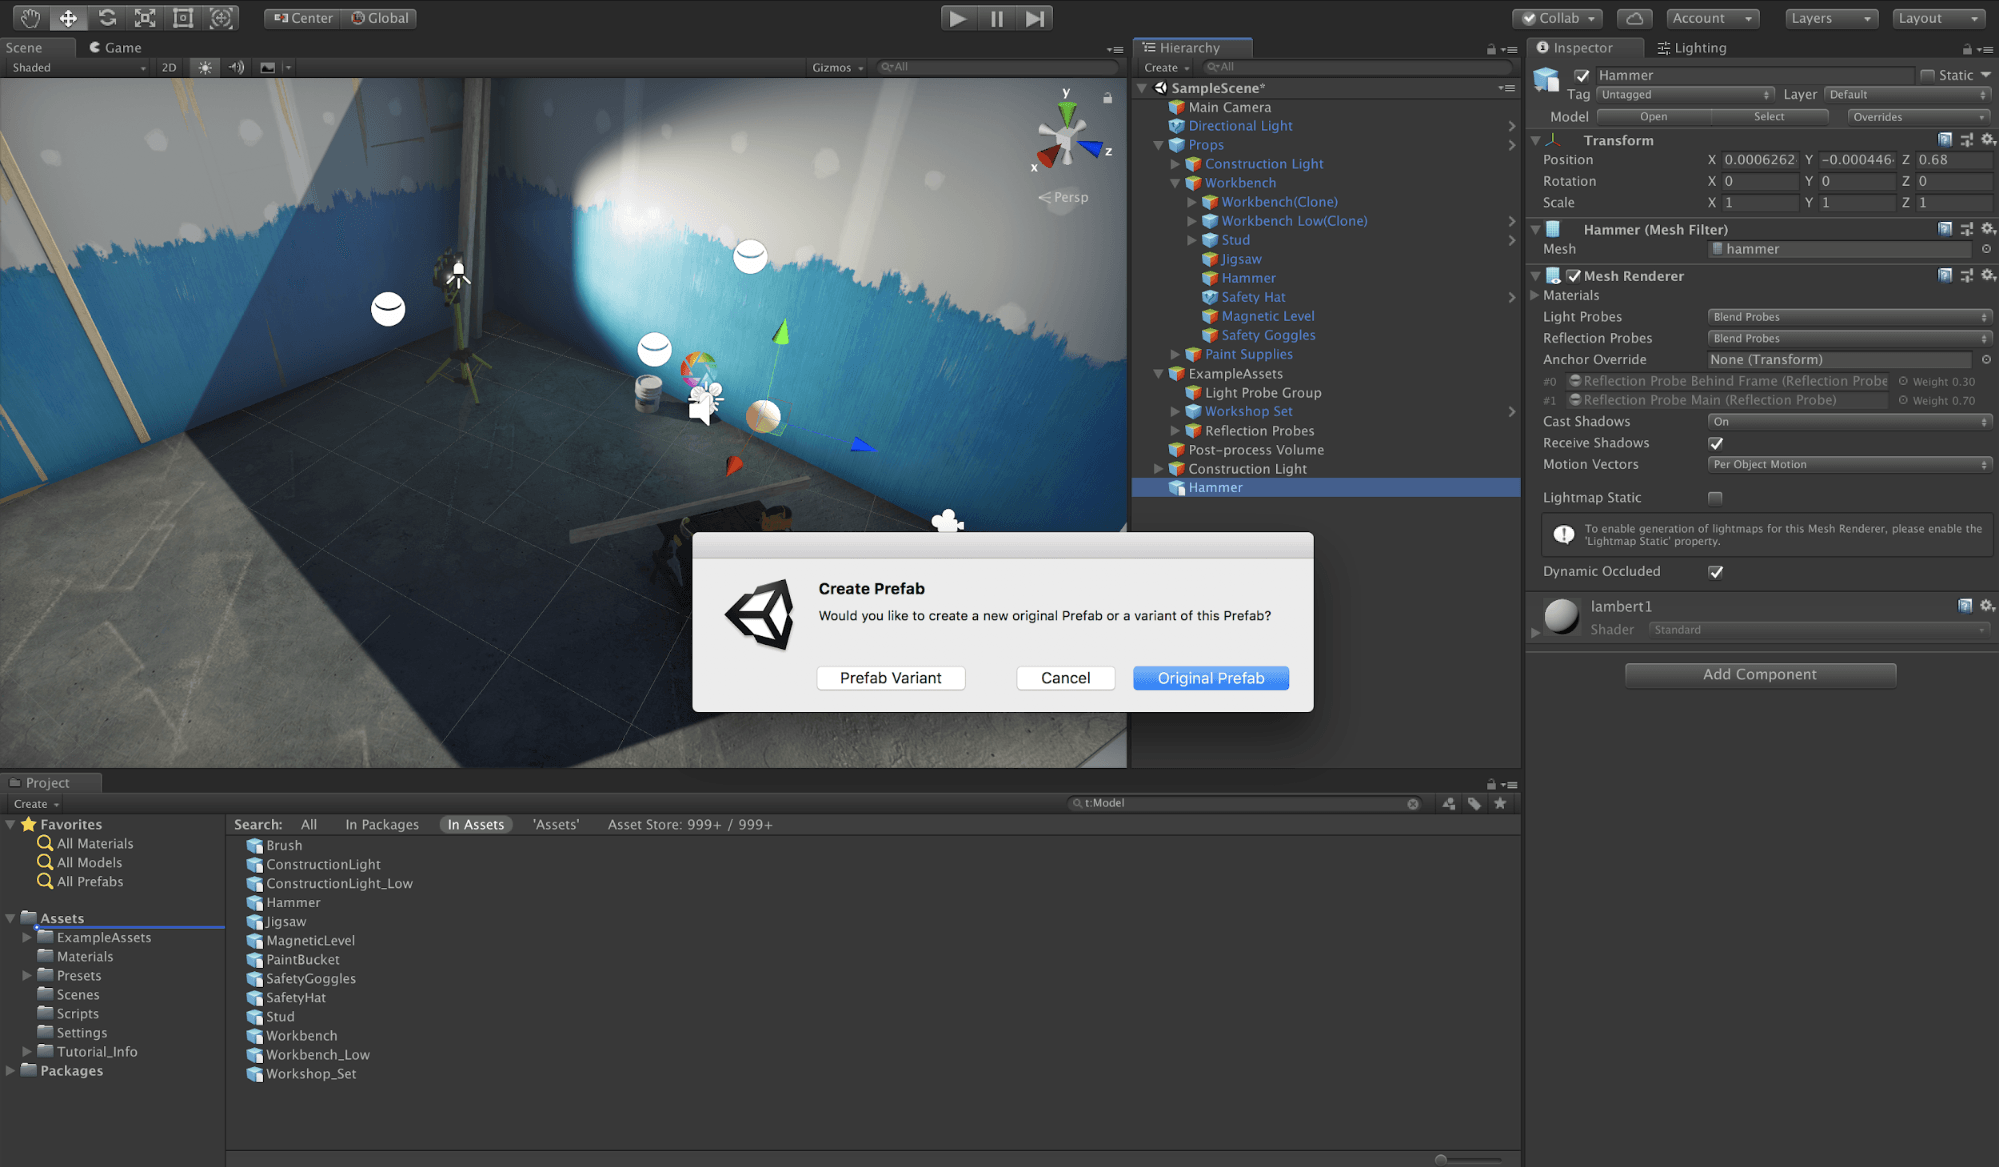 Center Global
Collab Account Layers Layout
Scene Game
Shaded 2D Gizmos All
y
z
x
Persp
Hierarchy
Create All
SampleScene*
Main Camera
Directional Light
Props
Construction Light
Workbench
Workbench(Clone)
Workbench Low(Clone)
Stud
Jigsaw
Hammer
Safety Hat
Magnetic Level
Safety Goggles
Paint Supplies
ExampleAssets
Light Probe Group
Workshop Set
Reflection Probes
Post-process Volume
Construction Light
Hammer
Inspector Lighting
Hammer Static
Tag Untagged Layer Default
Model Open Select Overrides
Transform
Position X 0.0006262 Y -0.000446 Z 0.68
Rotation X 0 Y 0 Z 0
Scale X 1 Y 1 Z 1
Hammer (Mesh Filter)
Mesh hammer
Mesh Renderer
Materials
Light Probes Blend Probes
Reflection Probes Blend Probes
Anchor Override None (Transform)
#0 Reflection Probe Behind Frame (Reflection Probe Weight 0.30
#1 Reflection Probe Main (Reflection Probe) Weight 0.70
Cast Shadows On
Receive Shadows
Motion Vectors Per Object Motion
Lightmap Static
To enable generation of lightmaps for this Mesh Renderer, please enable the
'Lightmap Static' property.
Dynamic Occluded
lambert1
Shader Standard
Add Component
Create Prefab
Would you like to create a new original Prefab or a variant of this Prefab?
Prefab Variant Cancel Original Prefab
Project
Create t:Model
Favorites
All Materials
All Models
All Prefabs
Assets
ExampleAssets
Materials
Presets
Scenes
Scripts
Settings
Tutorial_Info
Packages
Search: All In Packages In Assets 'Assets' Asset Store: 999+ / 999+
Brush
ConstructionLight
ConstructionLight_Low
Hammer
Jigsaw
MagneticLevel
PaintBucket
SafetyGoggles
SafetyHat
Stud
Workbench
Workbench_Low
Workshop_Set